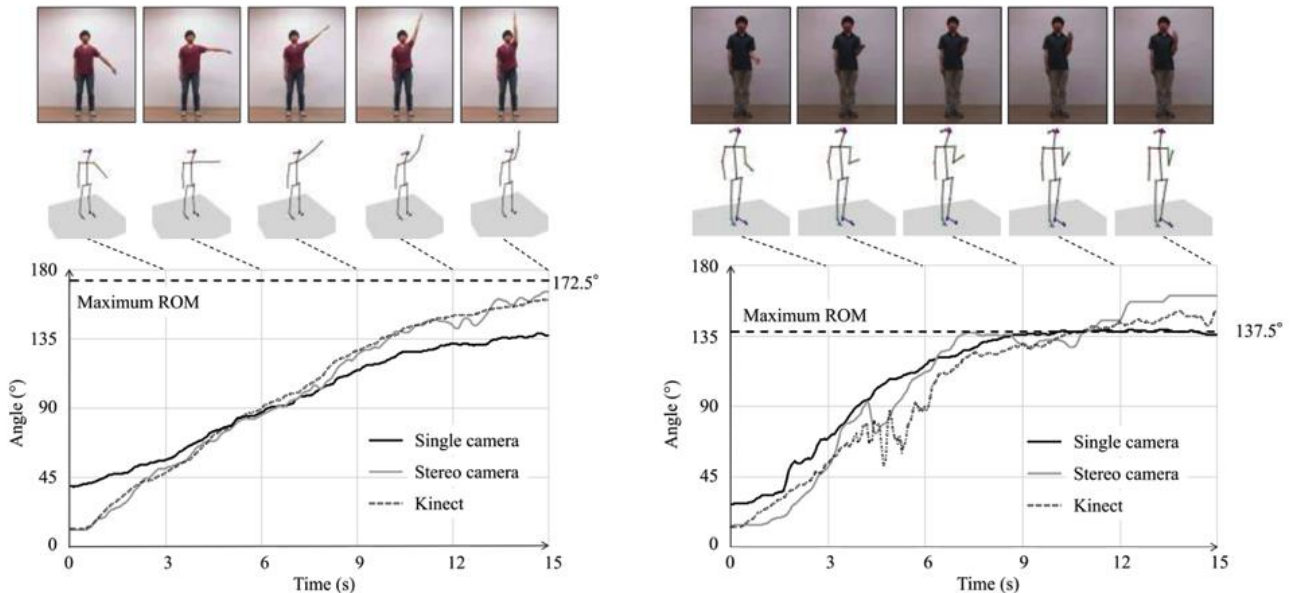 180
135
90
45
0
Angle (°)
Maximum ROM
172.5°
Single camera
Stereo camera
Kinect
0 3 6 9 12 15
Time (s)
180
135
90
45
0
Angle (°)
Maximum ROM
137.5°
Single camera
Stereo camera
Kinect
0 3 6 9 12 15
Time (s)